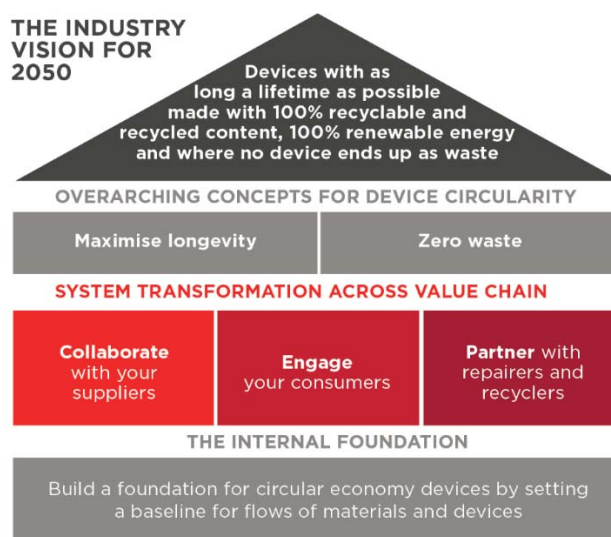 THE INDUSTRY
VISION FOR
2050
Devices with as
long a lifetime as possible
made with 100% recyclable and
recycled content, 100% renewable energy
and where no device ends up as waste
OVERARCHING CONCEPTS FOR DEVICE CIRCULARITY
Maximise longevity
Zero waste
SYSTEM TRANSFORMATION ACROSS VALUE CHAIN
Collaborate
with your
suppliers
Engage
your consumers
Partner with
repairers and
recyclers
THE INTERNAL FOUNDATION
Build a foundation for circular economy devices by setting
a baseline for flows of materials and devices